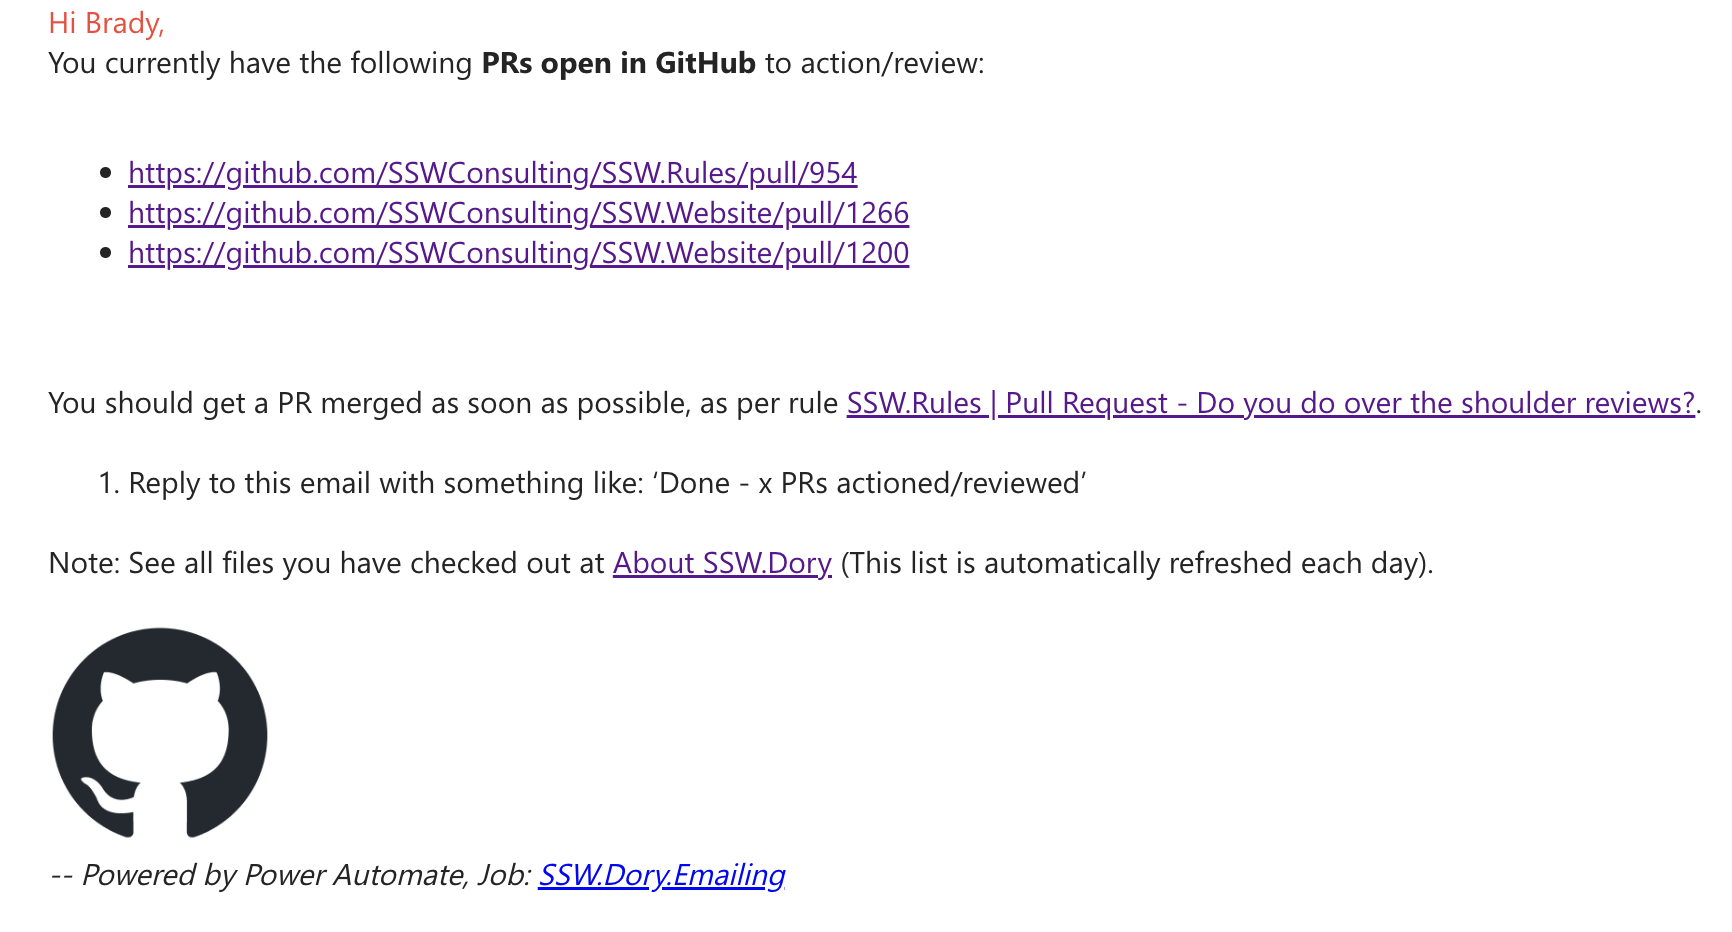 Hi Brady,
You currently have the following PRs open in GitHub to action/review:
• https://github.com/SSWConsulting/SSW.Rules/pull/954
• https://github.com/SSWConsulting/SSW.Website/pull/1266
• https://github.com/SSWConsulting/SSW.Website/pull/1200
You should get a PR merged as soon as possible, as per rule SSW.Rules | Pull Request - Do you do over the shoulder reviews?.
1. Reply to this email with something like: ‘Done - x PRs actioned/reviewed’
Note: See all files you have checked out at About SSW.Dory (This list is automatically refreshed each day).
-- Powered by Power Automate, Job: SSW.Dory.Emailing